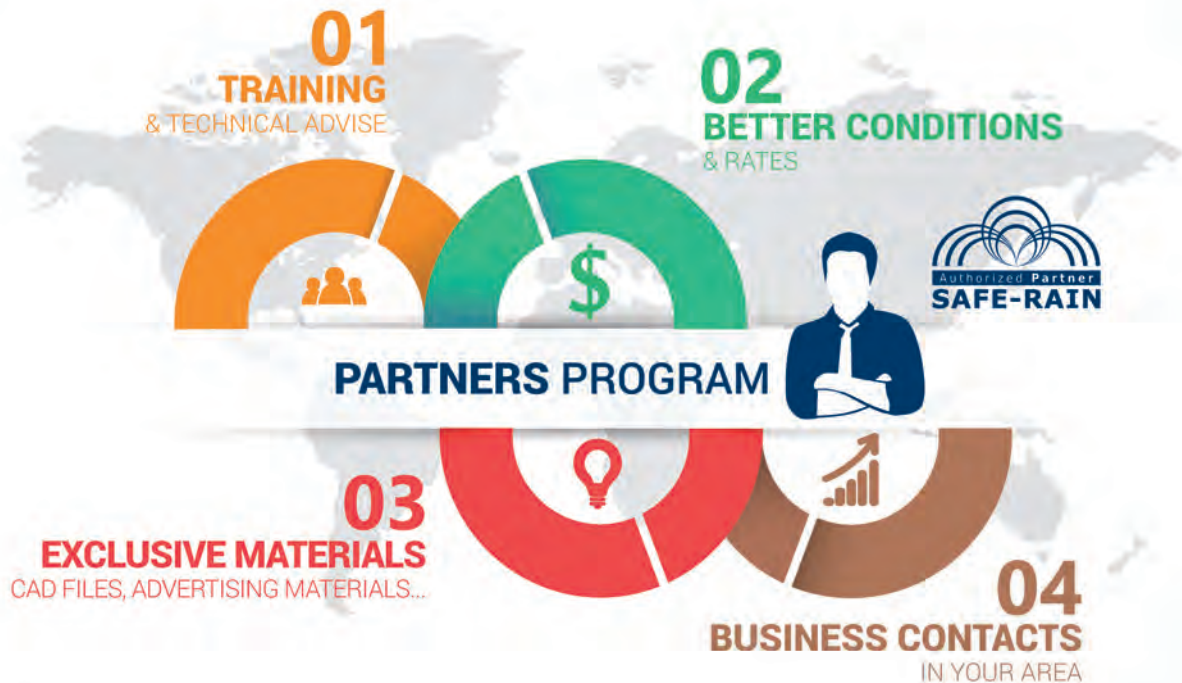 01
TRAINING
& TECHNICAL ADVISE
02
BETTER CONDITIONS
& RATES
$
Authorized Partner
SAFE-RAIN
PARTNERS PROGRAM
03
EXCLUSIVE MATERIALS
CAD FILES, ADVERTISING MATERIALS...
04
BUSINESS CONTACTS
IN YOUR AREA